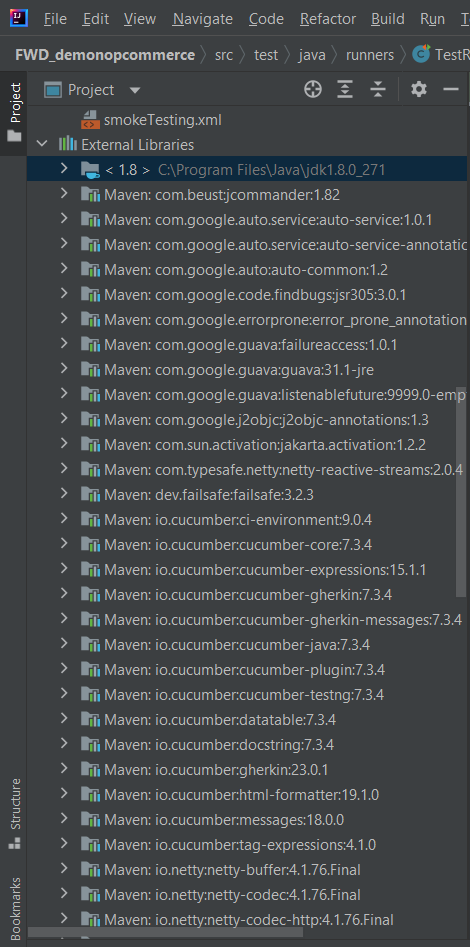 File Edit View Navigate Code Refactor Build Run T
FWD_demonopcommerce src test java runners TestR
Project
Project
smokeTesting.xml
External Libraries
< 1.8 > C:\Program Files\Java\jdk1.8.0_271
Maven: com.beust:jcommander:1.82
Maven: com.google.auto.service:auto-service:1.0.1
Maven: com.google.auto.service:auto-service-annotatio
Maven: com.google.auto:auto-common:1.2
Maven: com.google.code.findbugs:jsr305:3.0.1
Maven: com.google.errorprone:error_prone_annotation
Maven: com.google.guava:failureaccess:1.0.1
Maven: com.google.guava:guava:31.1-jre
Maven: com.google.guava:listenablefuture:9999.0-emp
Maven: com.google.j2objc:j2objc-annotations:1.3
Maven: com.sun.activation:jakarta.activation:1.2.2
Maven: com.typesafe.netty:netty-reactive-streams:2.0.4
Maven: dev.failsafe:failsafe:3.2.3
Maven: io.cucumber:ci-environment:9.0.4
Maven: io.cucumber:cucumber-core:7.3.4
Maven: io.cucumber:cucumber-expressions:15.1.1
Maven: io.cucumber:cucumber-gherkin:7.3.4
Maven: io.cucumber:cucumber-gherkin-messages:7.3.4
Maven: io.cucumber:cucumber-java:7.3.4
Maven: io.cucumber:cucumber-plugin:7.3.4
Maven: io.cucumber:cucumber-testng:7.3.4
Maven: io.cucumber:datatable:7.3.4
Maven: io.cucumber:docstring:7.3.4
Maven: io.cucumber:gherkin:23.0.1
Maven: io.cucumber:html-formatter:19.1.0
Maven: io.cucumber:messages:18.0.0
Maven: io.cucumber:tag-expressions:4.1.0
Maven: io.netty:netty-buffer:4.1.76.Final
Maven: io.netty:netty-codec:4.1.76.Final
Maven: io.netty:netty-codec-http:4.1.76.Final
Structure
Bookmarks